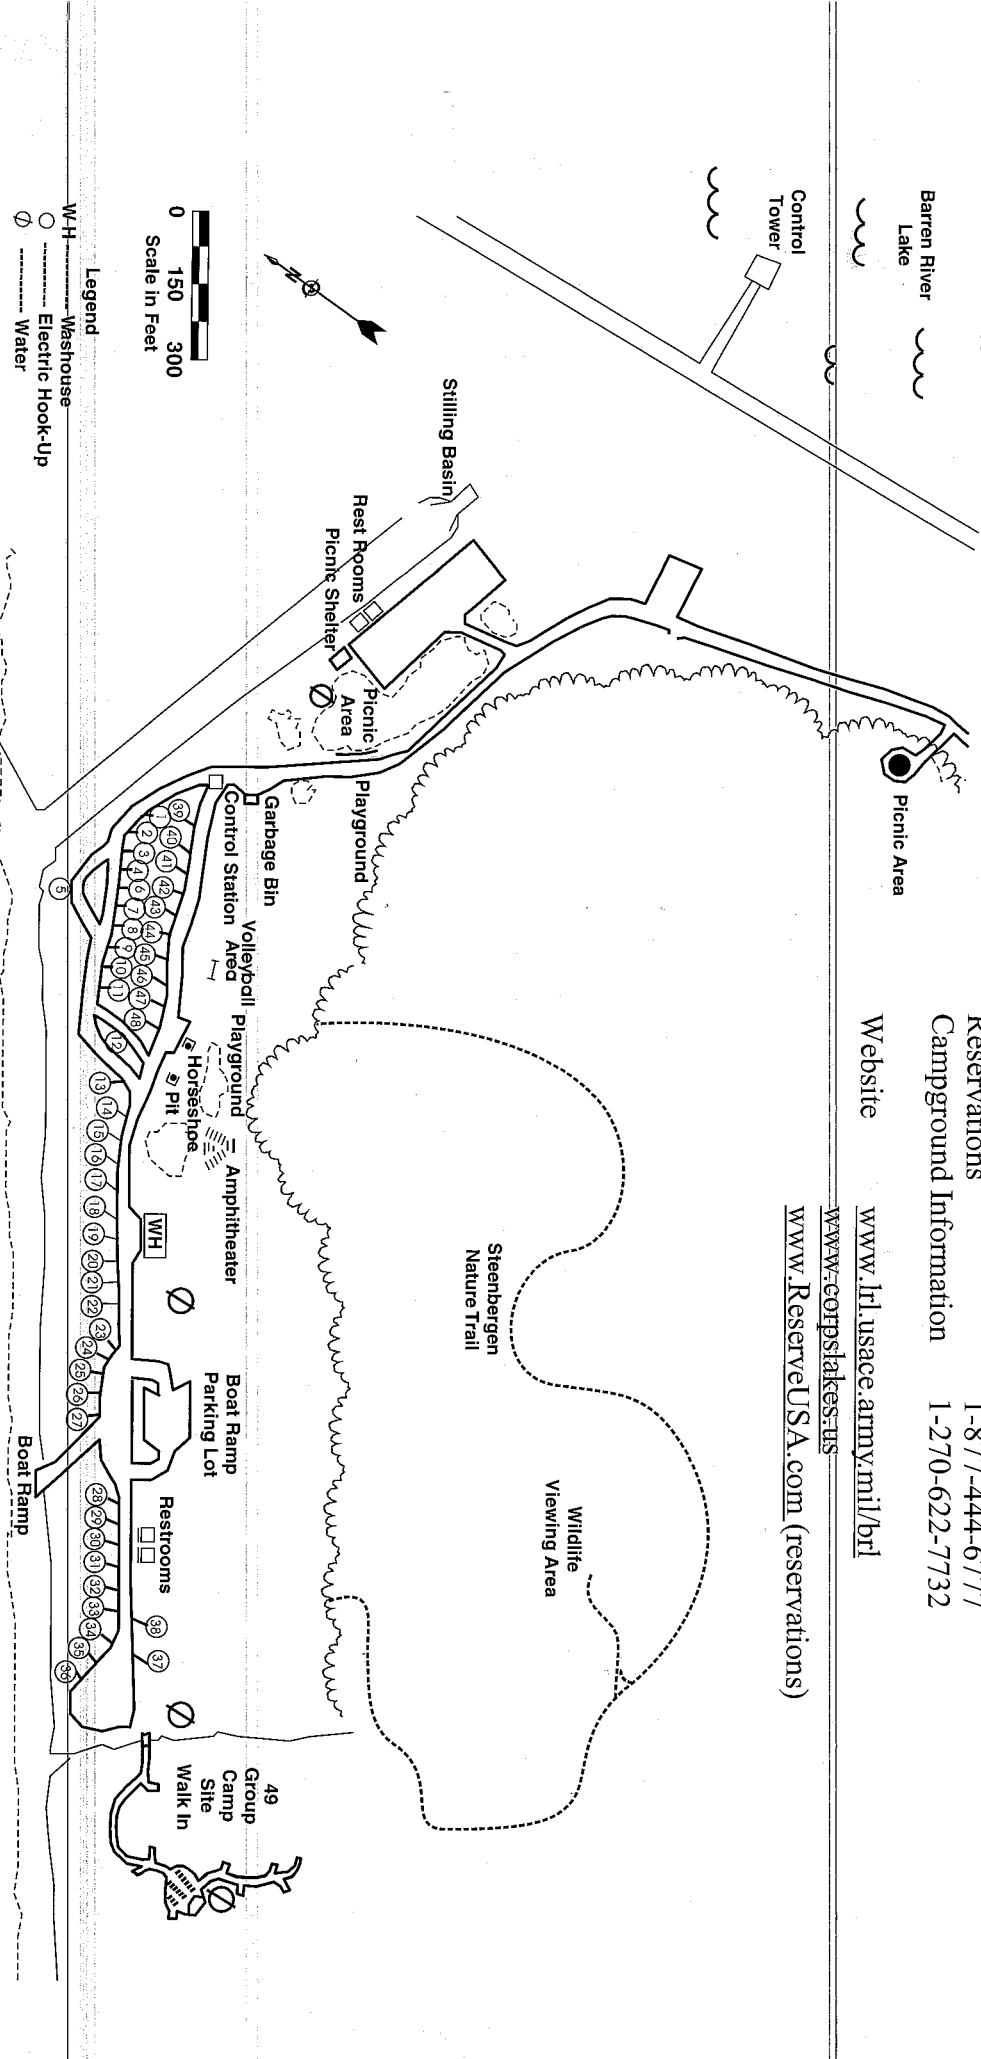 Reservations 1-877-444-6777
Campground Information 1-270-622-7732
Website www.lrl.usace.army.mil/brl
www.corpslakes.us
www.ReserveUSA.com (reservations)
Barren River
Lake
Control
Tower
Picnic Area
Stilling Basin
Rest Rooms
Picnic Shelter
Picnic
Area
Playground
Garbage Bin
Control Station
Volleyball
Area
Playground
Horseshoe
Pit
Amphitheater
Steenbergen
Nature Trail
Wildlife
Viewing Area
WH
Boat Ramp
Parking Lot
Restrooms
Boat Ramp
49
Group
Camp
Site
Walk In
39
40
41
42
43
44
45
46
47
48
1
2
3
4
5
6
7
8
9
10
11
12
13
14
15
16
17
18
19
20
21
22
23
24
25
26
27
28
29
30
31
32
33
34
35
36
37
38
N
0 150 300
Scale in Feet
Legend
W H -------- Washouse
-------- Electric Hook-Up
-------- Water